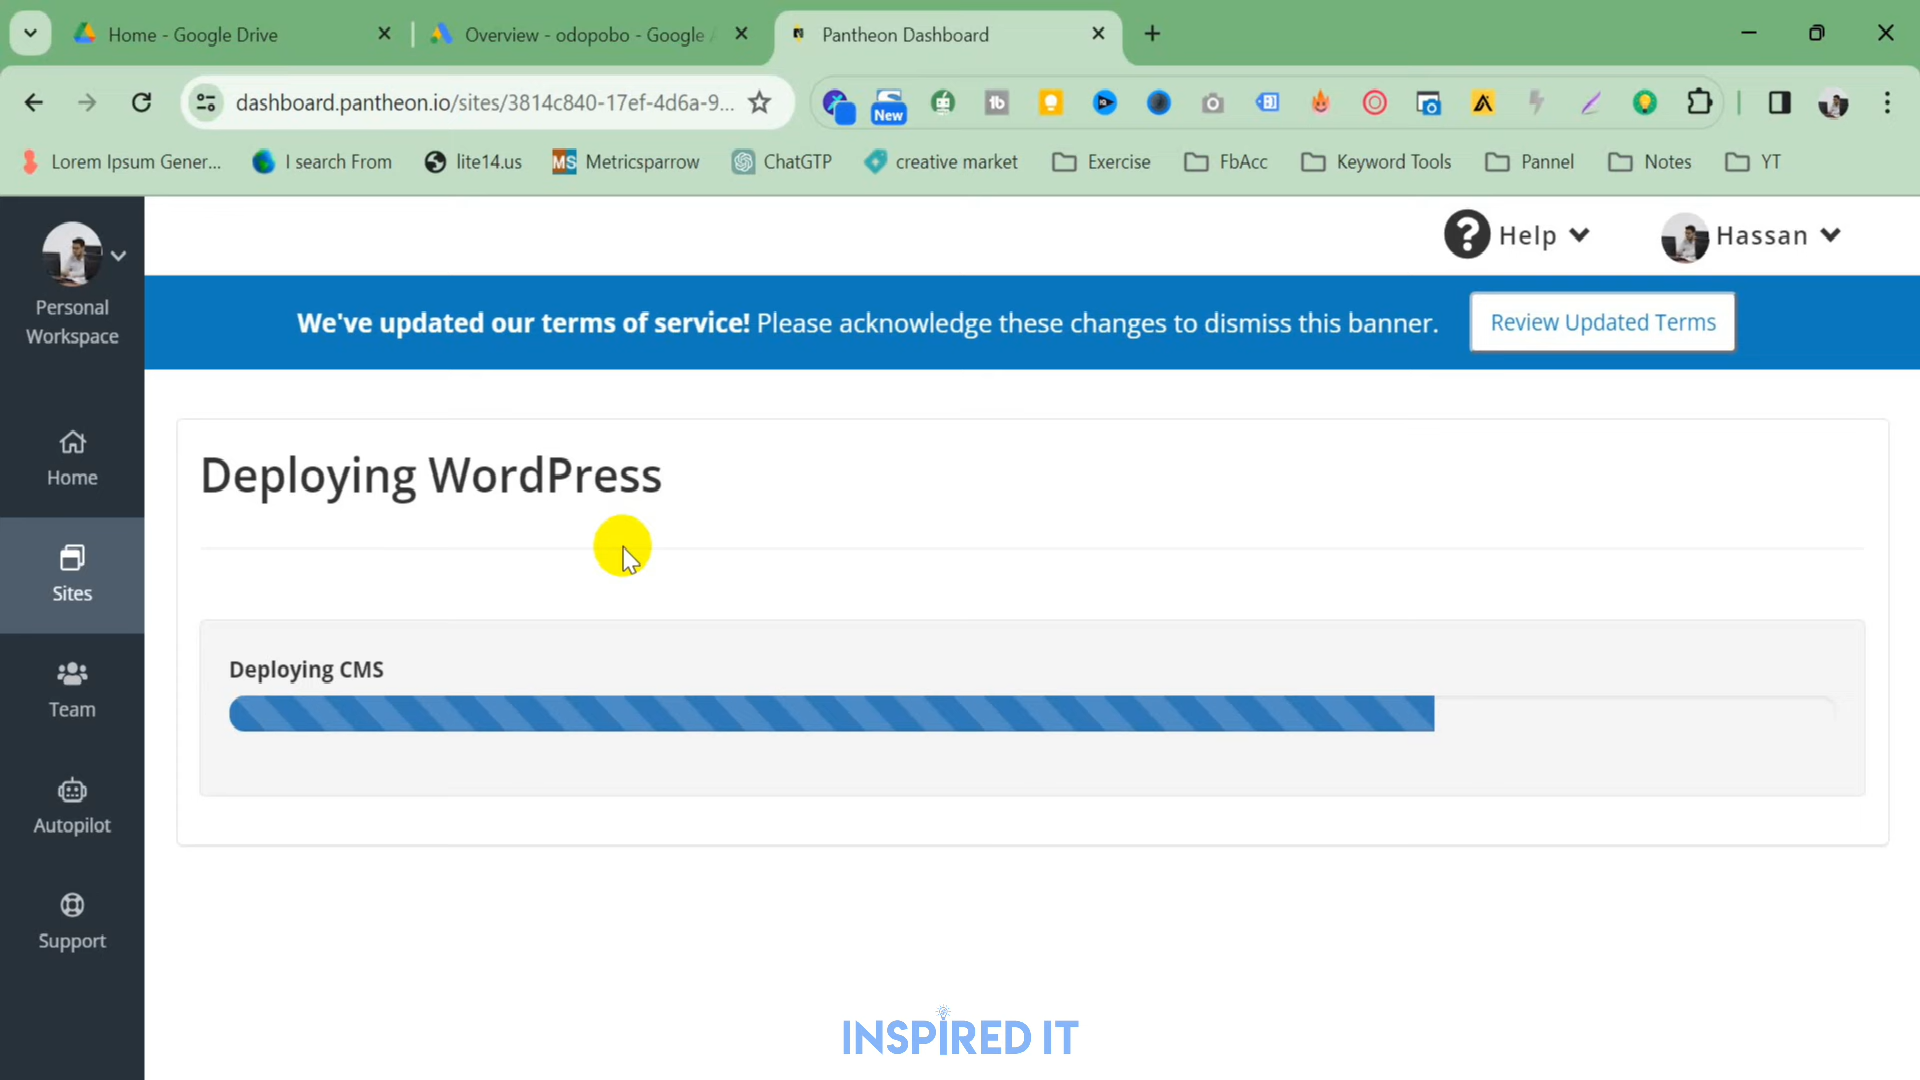 Home - Google Drive
Overview - odopobo - Google
Pantheon Dashboard
dashboard.pantheon.io/sites/3814c840-17ef-4d6a-9...
New
Lorem Ipsum Gener...
I search From
lite14.us
MS Metricsparrow
ChatGTP
creative market
Exercise
FbAcc
Keyword Tools
Pannel
Notes
YT
Personal
Workspace
Home
Sites
Team
Autopilot
Support
? Help
Hassan
We've updated our terms of service! Please acknowledge these changes to dismiss this banner.
Review Updated Terms
Deploying WordPress
Deploying CMS
INSPIRED IT